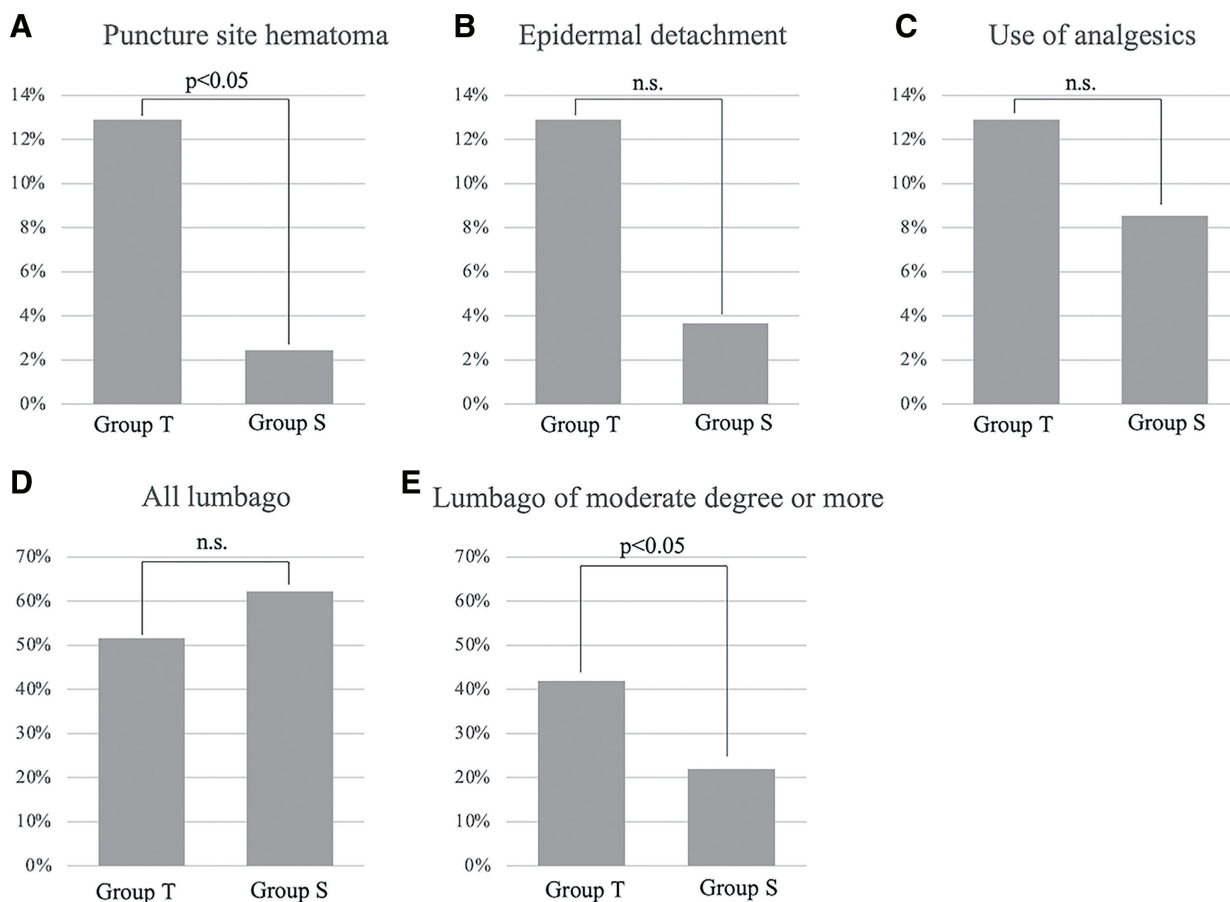 A
Puncture site hematoma
p<0.05
14%
12%
10%
8%
6%
4%
2%
0%
Group T
Group S
B
Epidermal detachment
n.s.
14%
12%
10%
8%
6%
4%
2%
0%
Group T
Group S
C
Use of analgesics
n.s.
14%
12%
10%
8%
6%
4%
2%
0%
Group T
Group S
D
All lumbago
n.s.
70%
60%
50%
40%
30%
20%
10%
0%
Group T
Group S
E
Lumbago of moderate degree or more
p<0.05
70%
60%
50%
40%
30%
20%
10%
0%
Group T
Group S